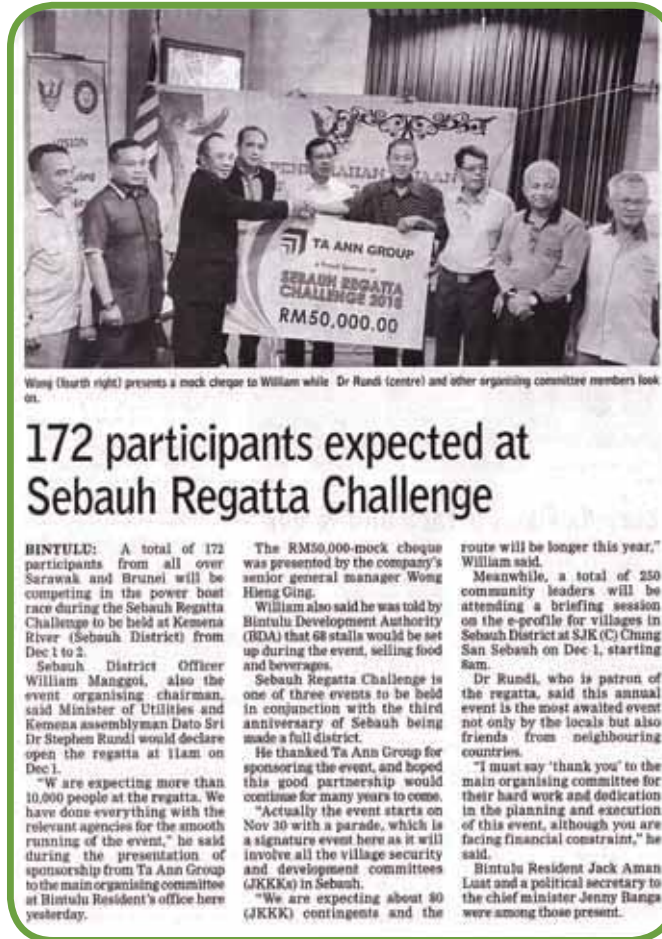 TA ANN GROUP
a Proud Sponsor of
SEBAUH REGATTA
CHALLENGE 2018
RM50,000.00
Wong (fourth right) presents a mock cheque to William while Dr Rundi (centre) and other organising committee members look
on.
172 participants expected at
Sebauh Regatta Challenge
BINTULU: A total of 172
participants from all over
Sarawak and Brunei will be
competing in the power boat
race during the Sebauh Regatta
Challenge to be held at Kemena
River (Sebauh District) from
Dec 1 to 2.
Sebauh District Officer
William Manggoi, also the
event organising chairman,
said Minister of Utilities and
Kemena assemblyman Dato Sri
Dr Stephen Rundi would declare
open the regatta at 11am on
Dec 1.
"W are expecting more than
10,000 people at the regatta. We
have done everything with the
relevant agencies for the smooth
running of the event," he said
during the presentation of
sponsorship from Ta Ann Group
to the main organising committee
at Bintulu Resident's office here
yesterday.
The RM50,000-mock cheque
was presented by the company's
senior general manager Wong
Hieng Ging.
William also said he was told by
Bintulu Development Authority
(BDA) that 68 stalls would be set
up during the event, selling food
and beverages.
Sebauh Regatta Challenge is
one of three events to be held
in conjunction with the third
anniversary of Sebauh being
made a full district.
He thanked Ta Ann Group for
sponsoring the event, and hoped
this good partnership would
continue for many years to come.
"Actually the event starts on
Nov 30 with a parade, which is
a signature event here as it will
involve all the village security
and development committees
(JKKKs) in Sebauh.
"We are expecting about 80
(JKKK) contingents and the
route will be longer this year,"
William said.
Meanwhile, a total of 250
community leaders will be
attending a briefing session
on the e-profile for villages in
Sebauh District at SJK (C) Chung
San Sebauh on Dec 1, starting
8am.
Dr Rundi, who is patron of
the regatta, said this annual
event is the most awaited event
not only by the locals but also
friends from neighbouring
countries.
"I must say 'thank you' to the
main organising committee for
their hard work and dedication
in the planning and execution
of this event, although you are
facing financial constraint," he
said.
Bintulu Resident Jack Aman
Luat and a political secretary to
the chief minister Jenny Banga
were among those present.